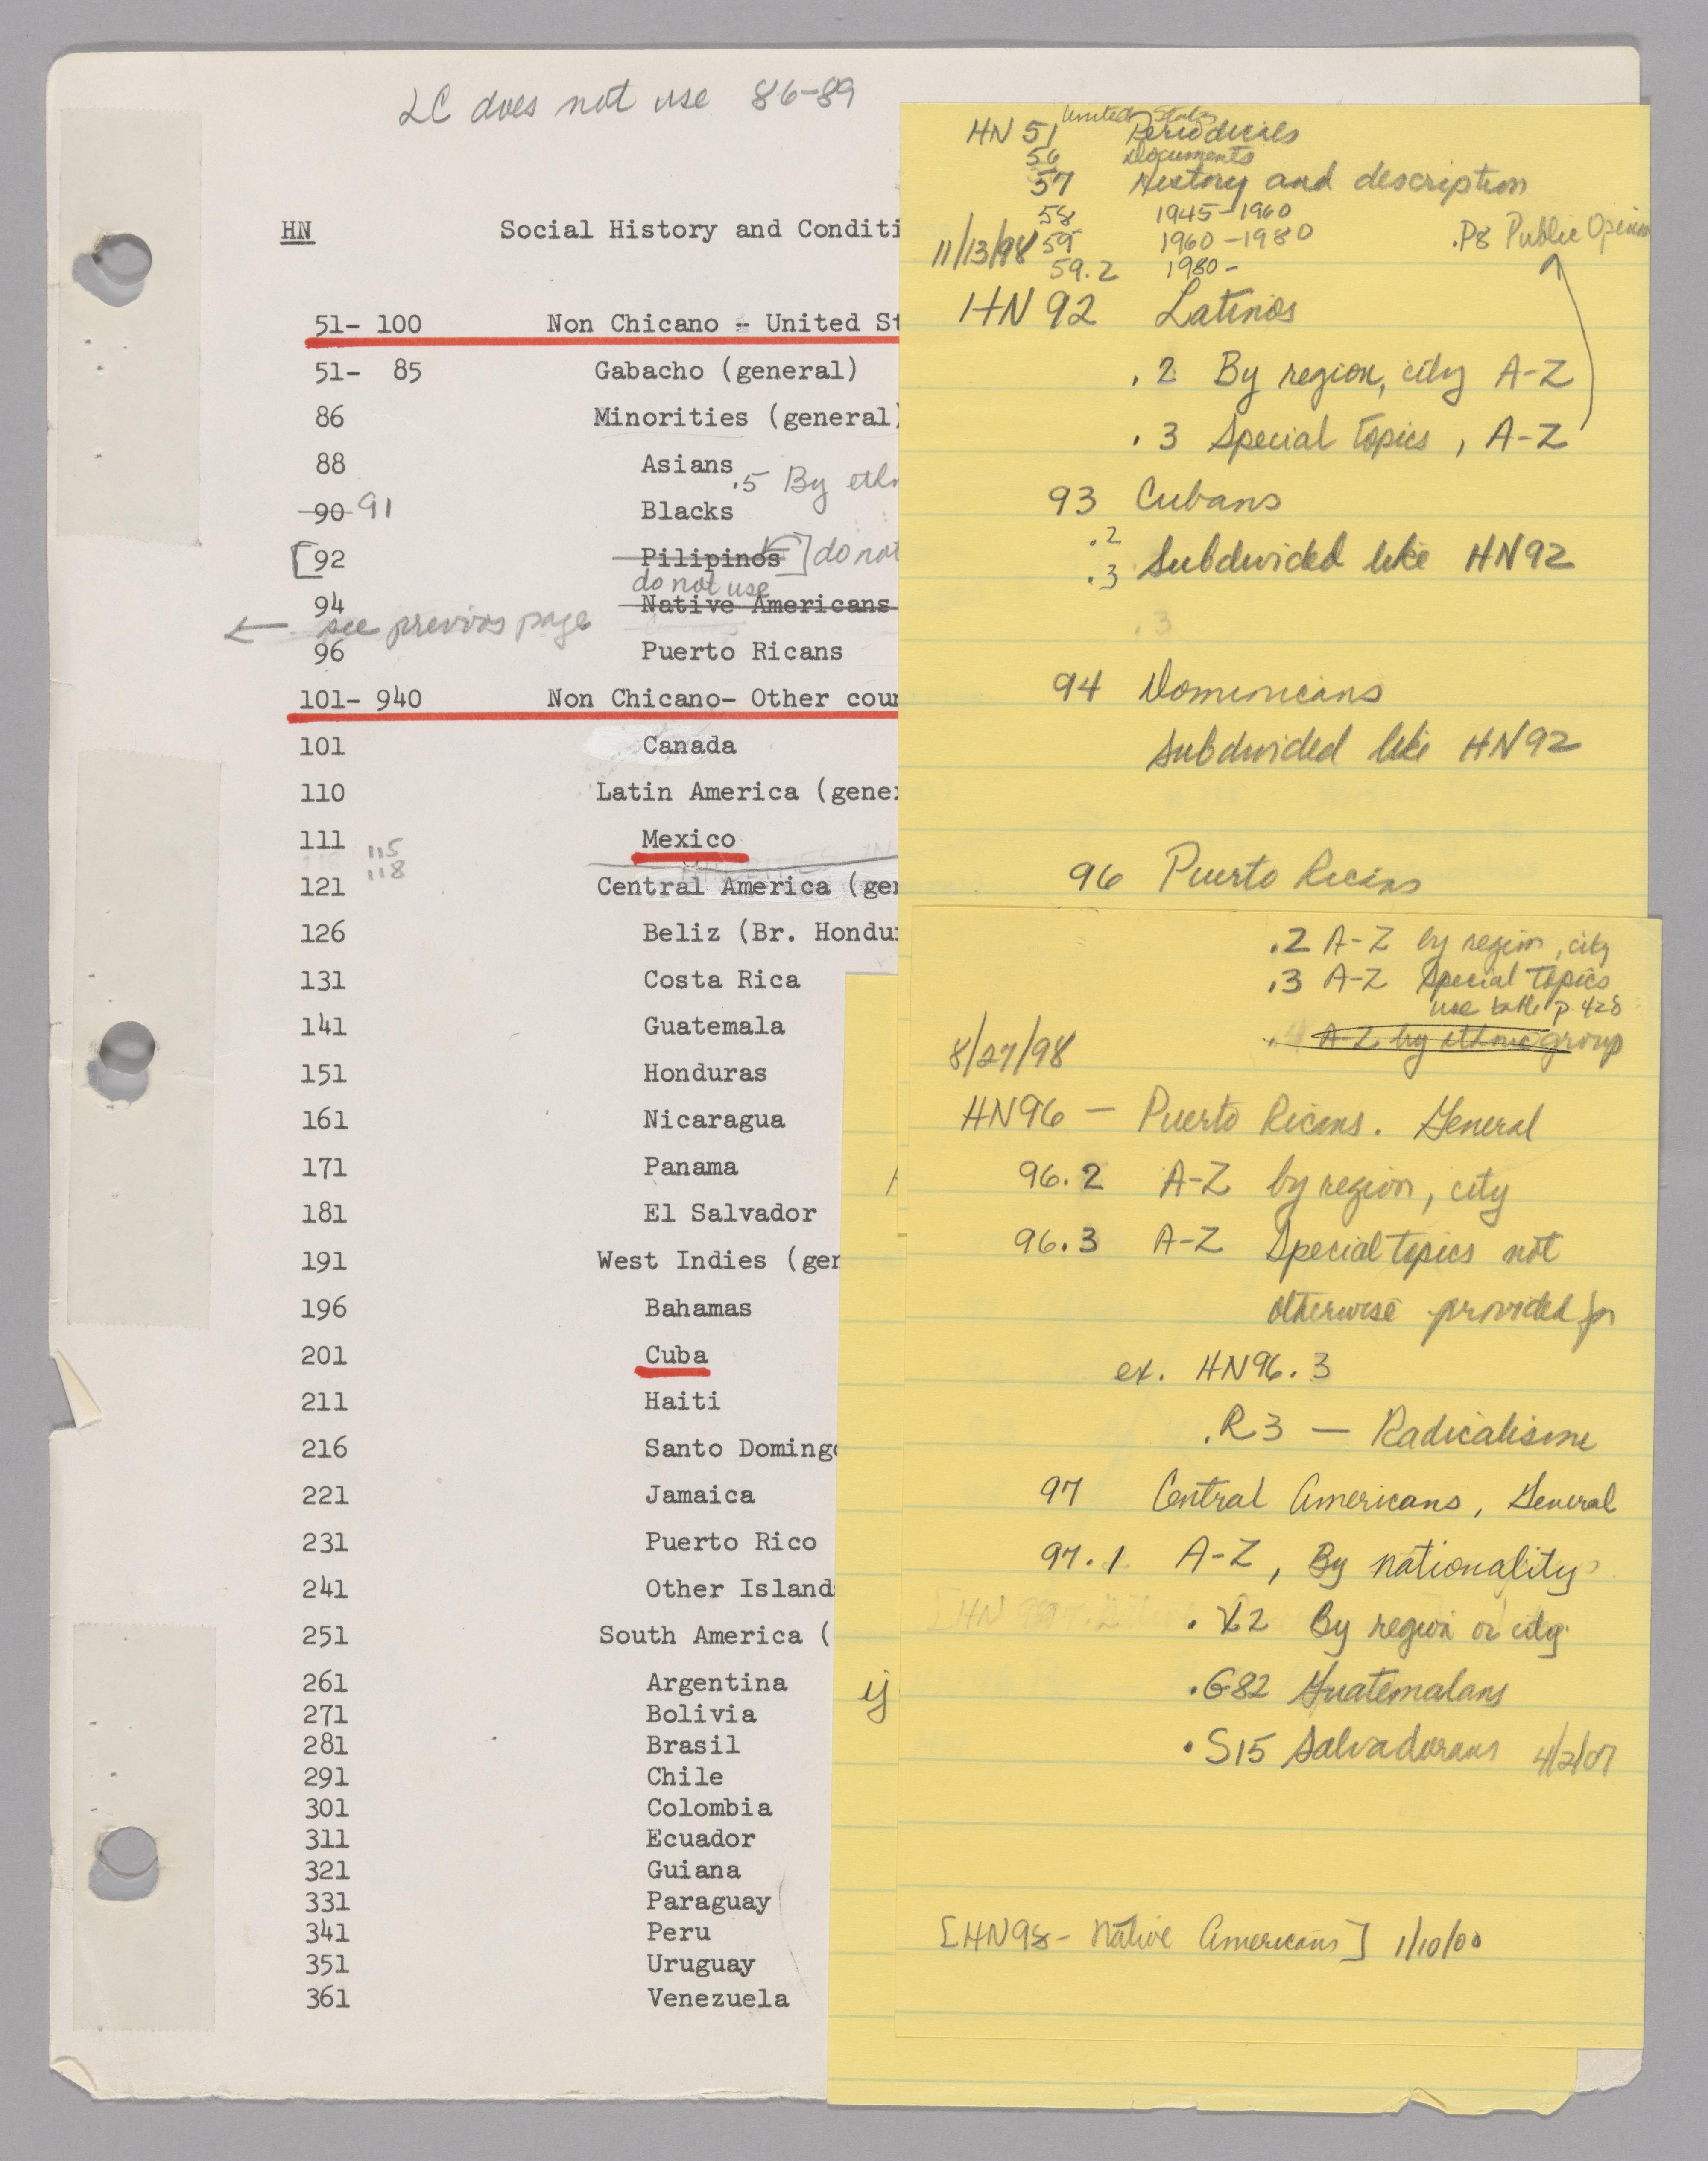 LC does not use 86-89
HN Social History and Conditi
51- 100 Non Chicano - United St
51- 85 Gabacho (general)
86 Minorities (general)
88 Asians
.5 By ethn
90 91 Blacks
[92 Pilipinos ] do not
do not use
94 Native Americans
← see previous page
96 Puerto Ricans
101- 940 Non Chicano- Other coun
101 Canada
110 Latin America (gener
111 Mexico
115
118
MINORITIES IN
121 Central America (gen
126 Beliz (Br. Hondur
131 Costa Rica
141 Guatemala
151 Honduras
161 Nicaragua
171 Panama
181 El Salvador
191 West Indies (gen
196 Bahamas
201 Cuba
211 Haiti
216 Santo Domingo
221 Jamaica
231 Puerto Rico
241 Other Island
251 South America (
261 Argentina
271 Bolivia
281 Brasil
291 Chile
301 Colombia
311 Ecuador
321 Guiana
331 Paraguay
341 Peru
351 Uruguay
361 Venezuela
United States
HN 51 Periodicals
56 Documents
57 History and description
58 1945-1960
11/13/98 59 1960-1980 .P8 Public Opinion
59.2 1980-
HN 92 Latinos
.2 By region, city A-Z
.3 Special topics, A-Z
93 Cubans
.2
.3 Subdivided like HN92
.3
94 Dominicans
Subdivided like HN92
96 Puerto Ricans
.2 A-Z by region, city
.3 A-Z Special topics
use table p. 428
.4 A-Z by ethnic group
8/27/98
HN96 – Puerto Ricans. General
96.2 A-Z by region, city
96.3 A-Z Special topics not
otherwise provided for
ex. HN96.3
.R3 — Radicalism
97 Central Americans, General
97.1 A-Z, By nationality
.x2 By region or city
.G82 Guatemalans
.S15 Salvadorans 4/2/07
[HN98- Native Americans] 1/10/00
ij